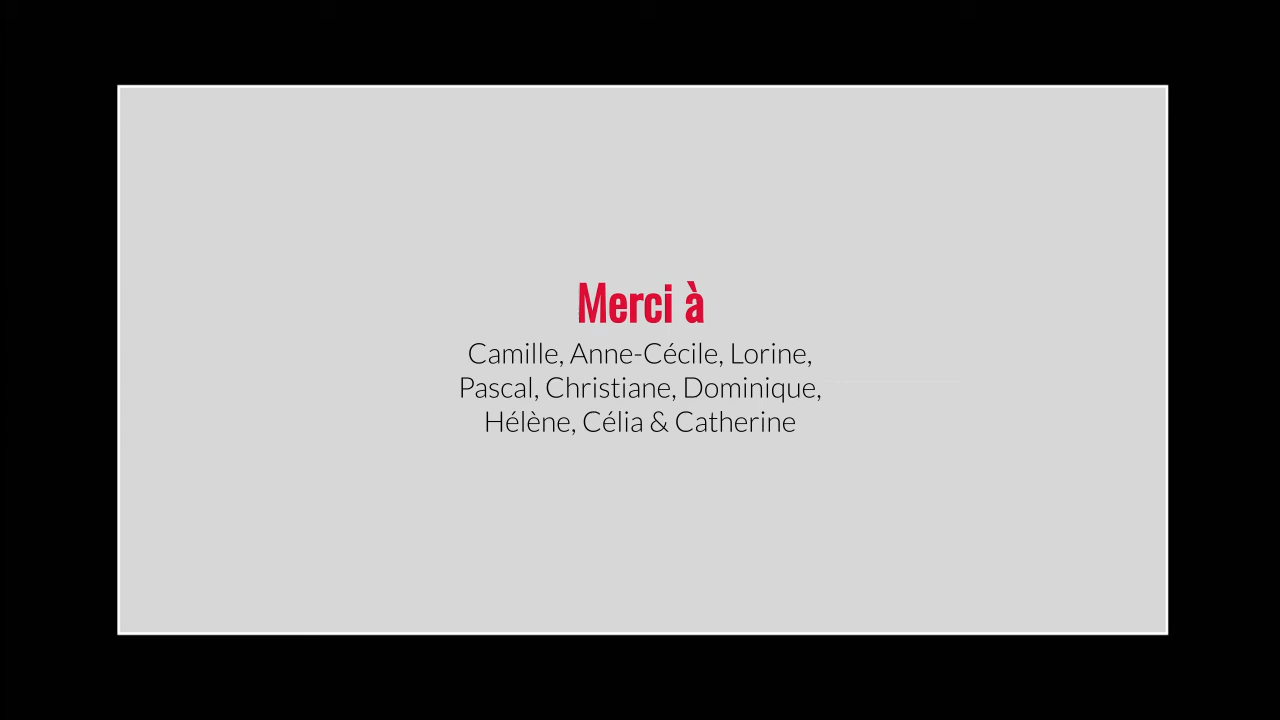 Merci à
Camille, Anne-Cécile, Lorine,
Pascal, Christiane, Dominique,
Hélène, Célia & Catherine